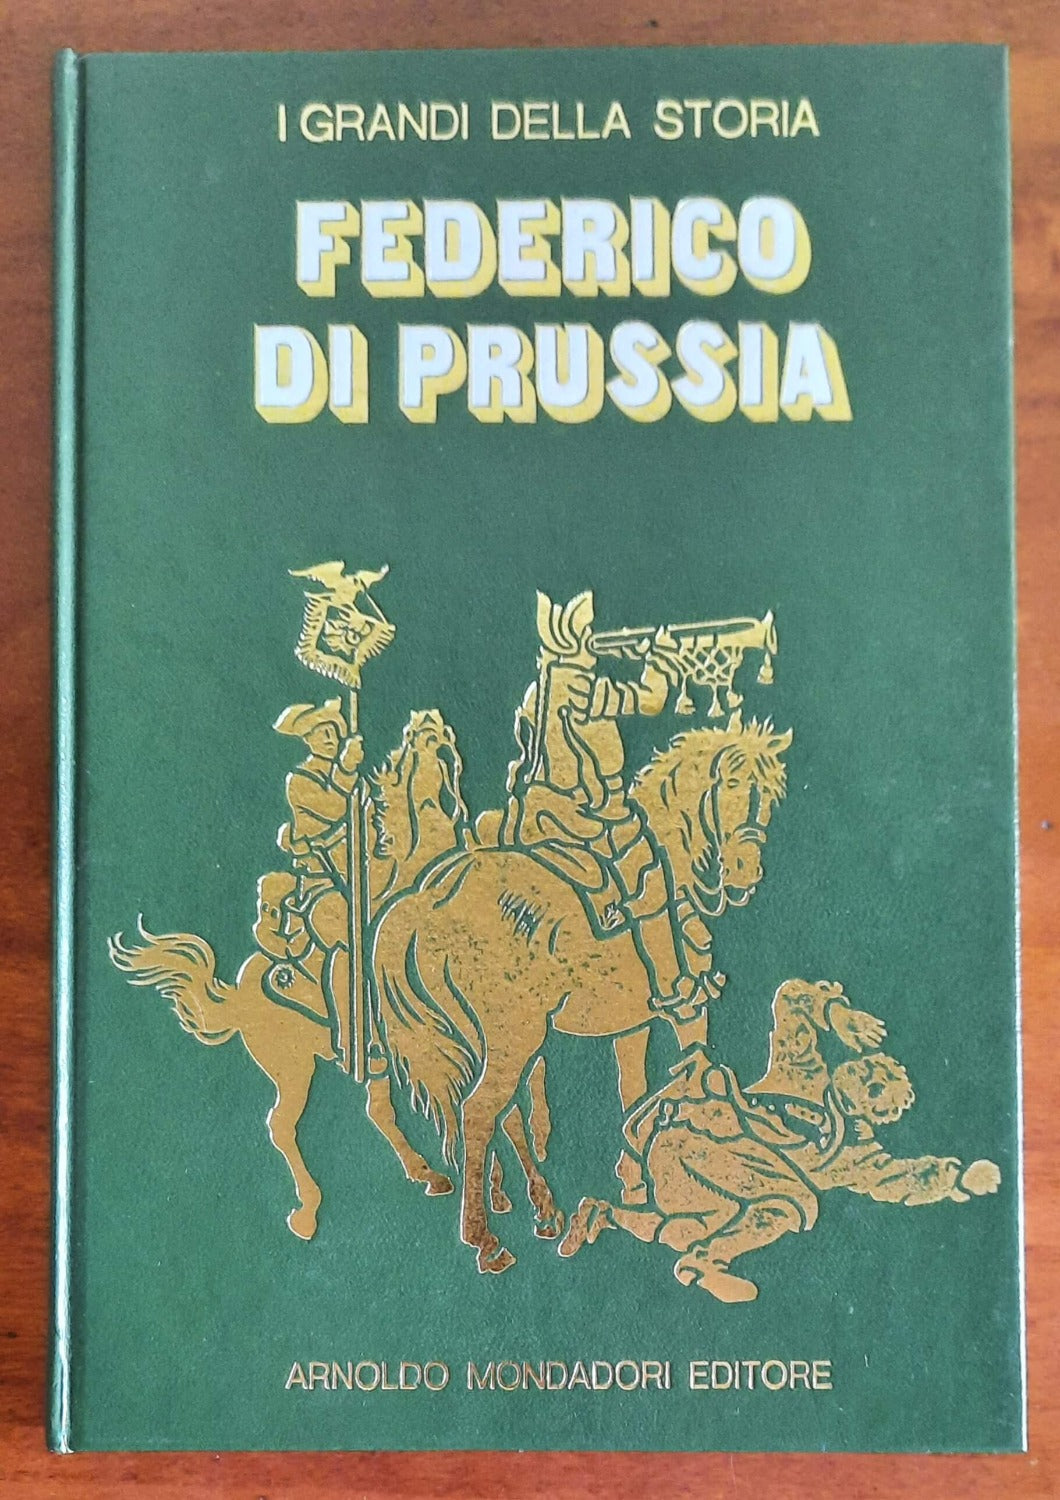 I GRANDI DELLA STORIA
FEDERICO
DI PRUSSIA
ARNOLDO MONDADORI EDITORE